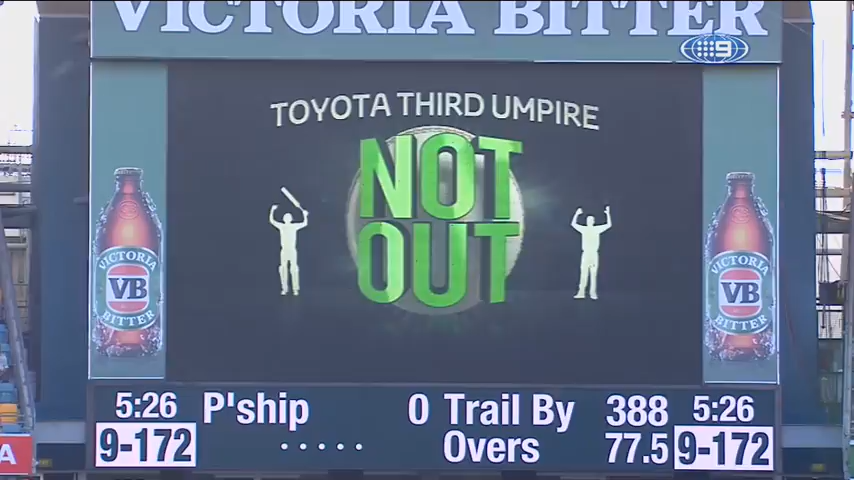 VICTORIA BITTER
9
TOYOTA THIRD UMPIRE
NOT
OUT
VICTORIA
VB
BITTER
VICTORIA
VB
BITTER
5:26 P'ship 0 Trail By 388 5:26
9-172 ..... Overs 77.5 9-172
A